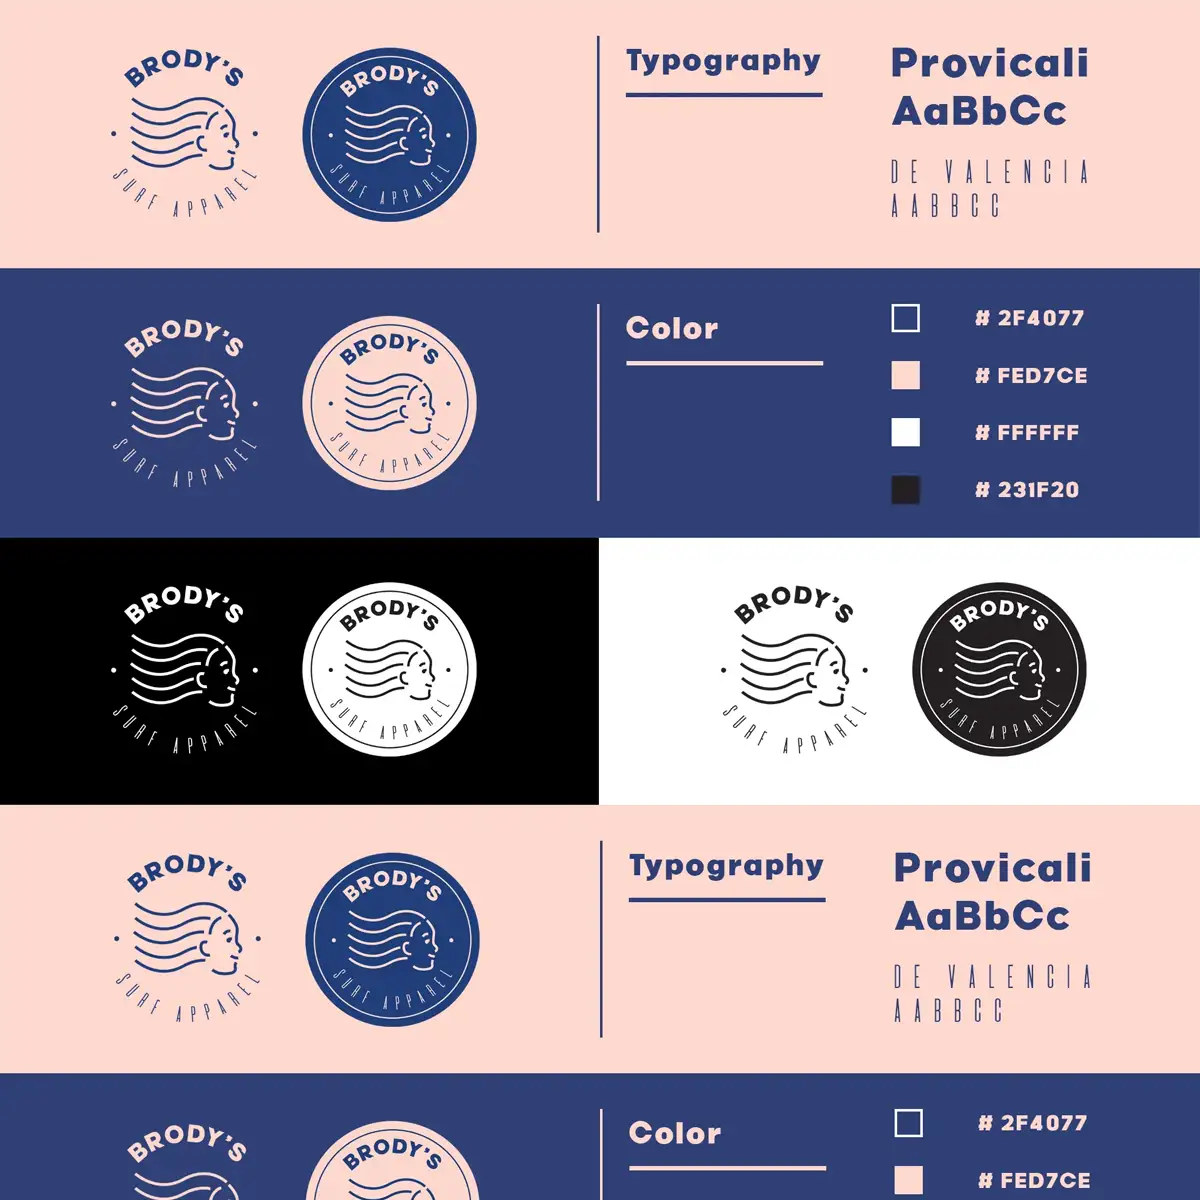 BRODY'S
SURF APPAREL
BRODY'S
SURF APPAREL
Typography
Provicali
AaBbCc
DE VALENCIA
AABBCC
BRODY'S
SURF APPAREL
BRODY'S
SURF APPAREL
Color
# 2F4077
# FED7CE
# FFFFFF
# 231F20
BRODY'S
SURF APPAREL
BRODY'S
SURF APPAREL
BRODY'S
SURF APPAREL
BRODY'S
SURF APPAREL
BRODY'S
SURF APPAREL
BRODY'S
SURF APPAREL
Typography
Provicali
AaBbCc
DE VALENCIA
AABBCC
BRODY'S
BRODY'S
Color
# 2F4077
# FED7CE